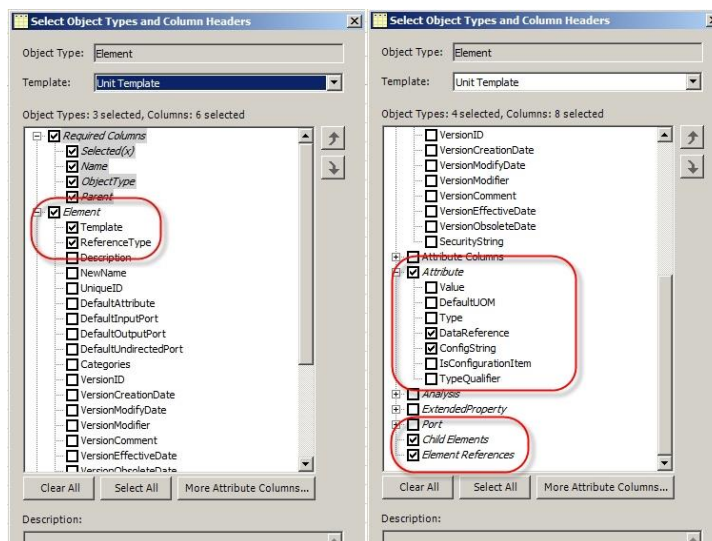 Select Object Types and Column Headers
Object Type: Element
Template: Unit Template
Object Types: 3 selected, Columns: 6 selected
Required Columns
Selected(x)
Name
ObjectType
Parent
Element
Template
ReferenceType
Description
NewName
UniqueID
DefaultAttribute
DefaultInputPort
DefaultOutputPort
DefaultUndirectedPort
Categories
VersionID
VersionCreationDate
VersionModifyDate
VersionModifier
VersionComment
VersionEffectiveDate
VersionObsoleteDate
Clear All Select All More Attribute Columns...
Description:
Select Object Types and Column Headers
Object Type: Element
Template: Unit Template
Object Types: 4 selected, Columns: 8 selected
VersionID
VersionCreationDate
VersionModifyDate
VersionModifier
VersionComment
VersionEffectiveDate
VersionObsoleteDate
SecurityString
Attribute Columns
Attribute
Value
DefaultUOM
Type
DataReference
ConfigString
IsConfigurationItem
TypeQualifier
Analysis
ExtendedProperty
Port
Child Elements
Element References
Clear All Select All More Attribute Columns...
Description: